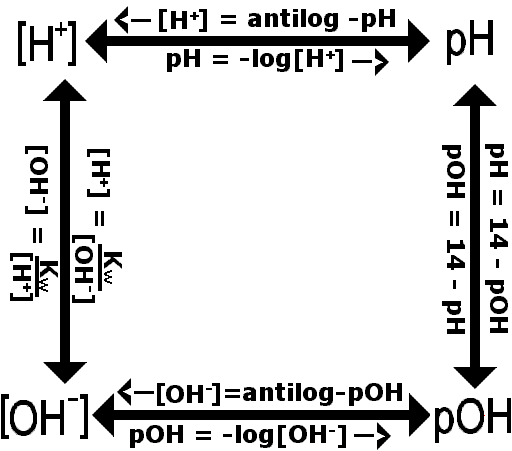 [H⁺]
<—[H⁺] = antilog -pH
pH = -log[H⁺] —>
pH
[OH⁻] = Kw/[H⁺]
[H⁺] = Kw/[OH⁻]
pOH = 14 - pH
pH = 14 - pOH
[OH⁻]
<—[OH⁻]=antilog-pOH
pOH = -log[OH⁻] —>
pOH